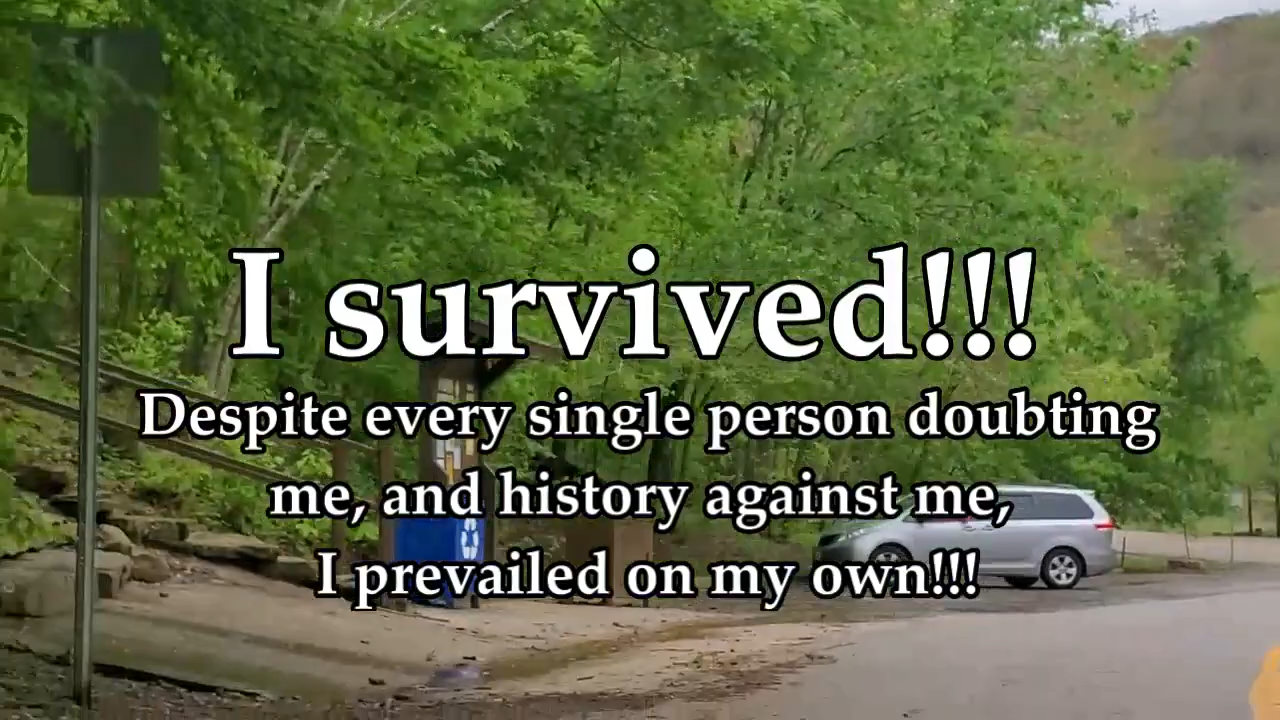 I survived!!!
Despite every single person doubting
me, and history against me,
I prevailed on my own!!!